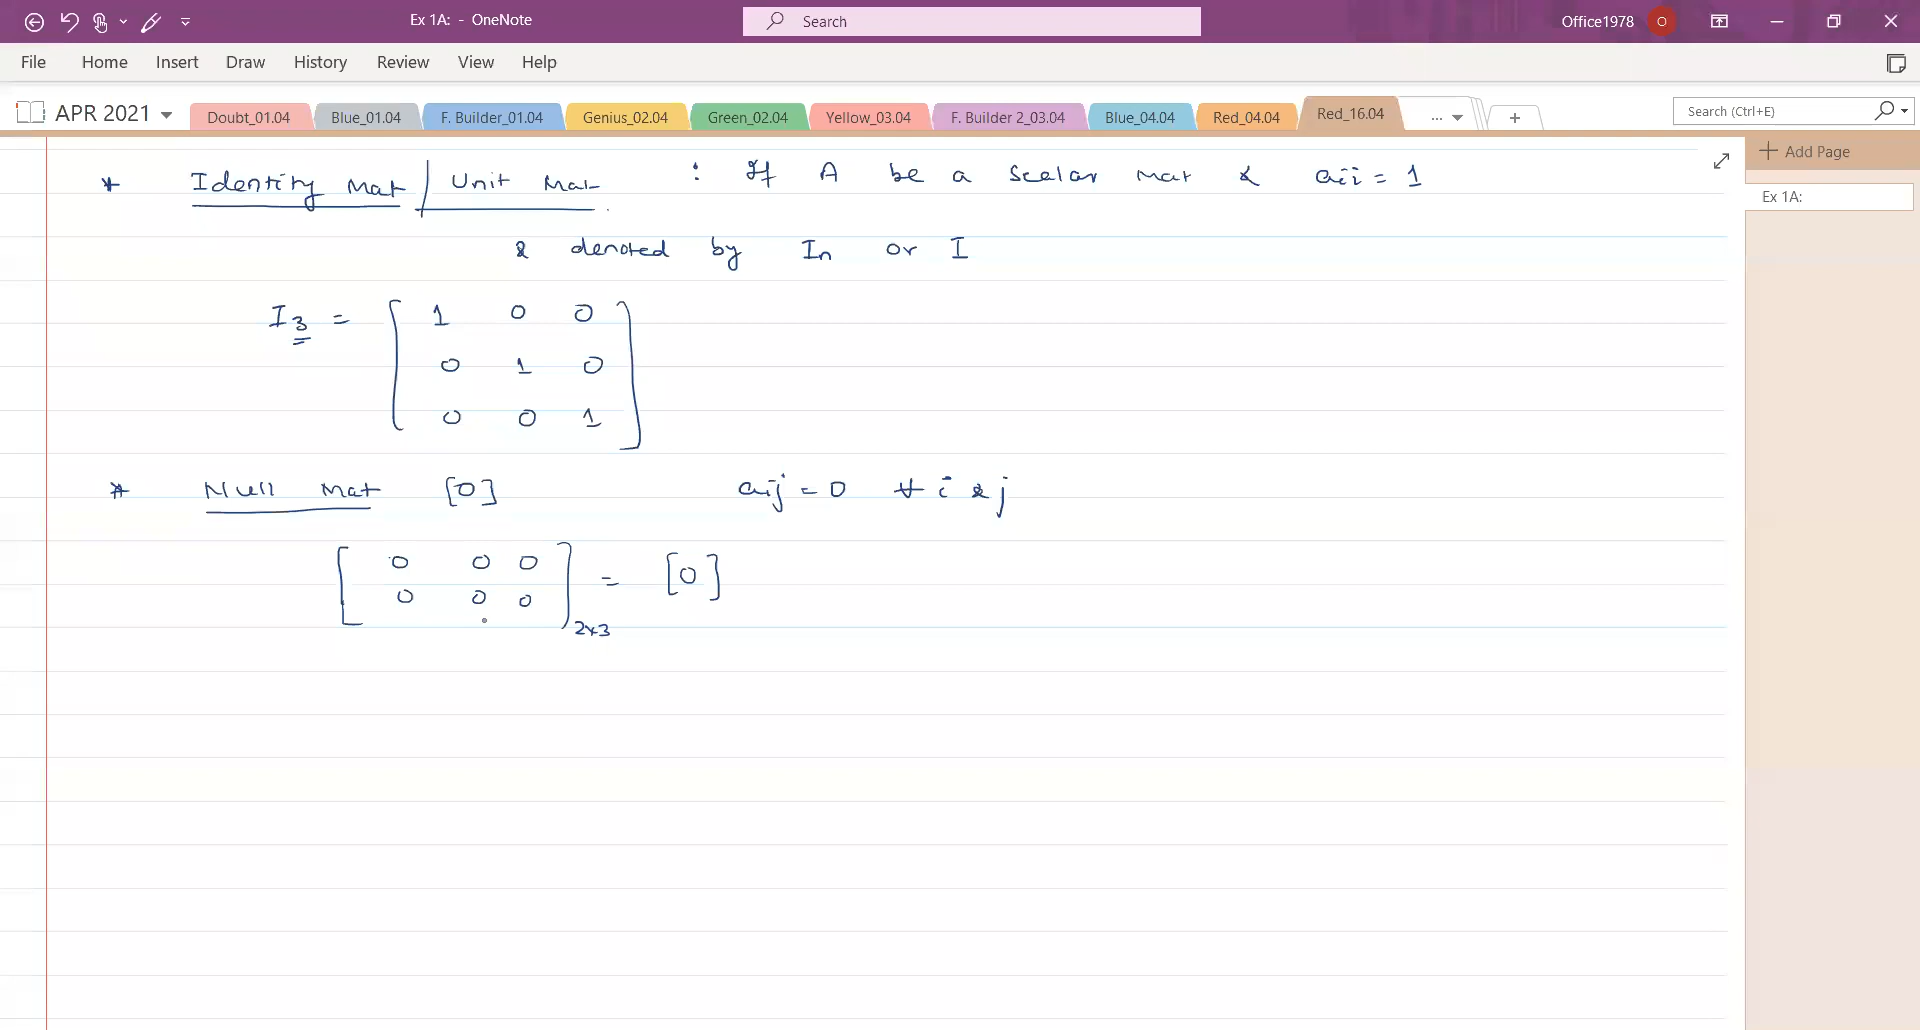 Ex 1A: - OneNote
Search
Office1978
O
File Home Insert Draw History Review View Help
APR 2021
Doubt_01.04 Blue_01.04 F. Builder_01.04 Genius_02.04 Green_02.04 Yellow_03.04 F. Builder 2_03.04 Blue_04.04 Red_04.04 Red_16.04 ... +
Search (Ctrl+E)
+ Add Page
Ex 1A:
* Identity Mat | Unit Mat : If A be a Scalar Mat & aii = 1
& denoted by In or I
I3 = [ 1 0 0
0 1 0
0 0 1 ]
* Null Mat [0] aij = 0 ∀ i & j
[ 0 0 0
0 0 0 ]2×3 = [0]